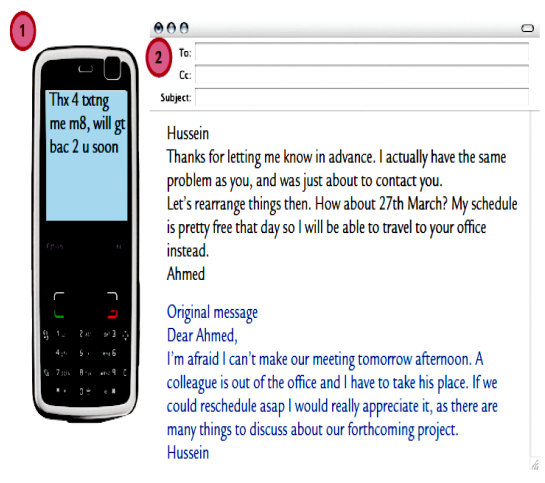 1
Thx 4 txtng
me m8, will gt
bac 2 u soon
2
To:
Cc:
Subject:
Hussein
Thanks for letting me know in advance. I actually have the same
problem as you, and was just about to contact you.
Let's rearrange things then. How about 27th March? My schedule
is pretty free that day so I will be able to travel to your office
instead.
Ahmed
Original message
Dear Ahmed,
I'm afraid I can't make our meeting tomorrow afternoon. A
colleague is out of the office and I have to take his place. If we
could reschedule asap I would really appreciate it, as there are
many things to discuss about our forthcoming project.
Hussein